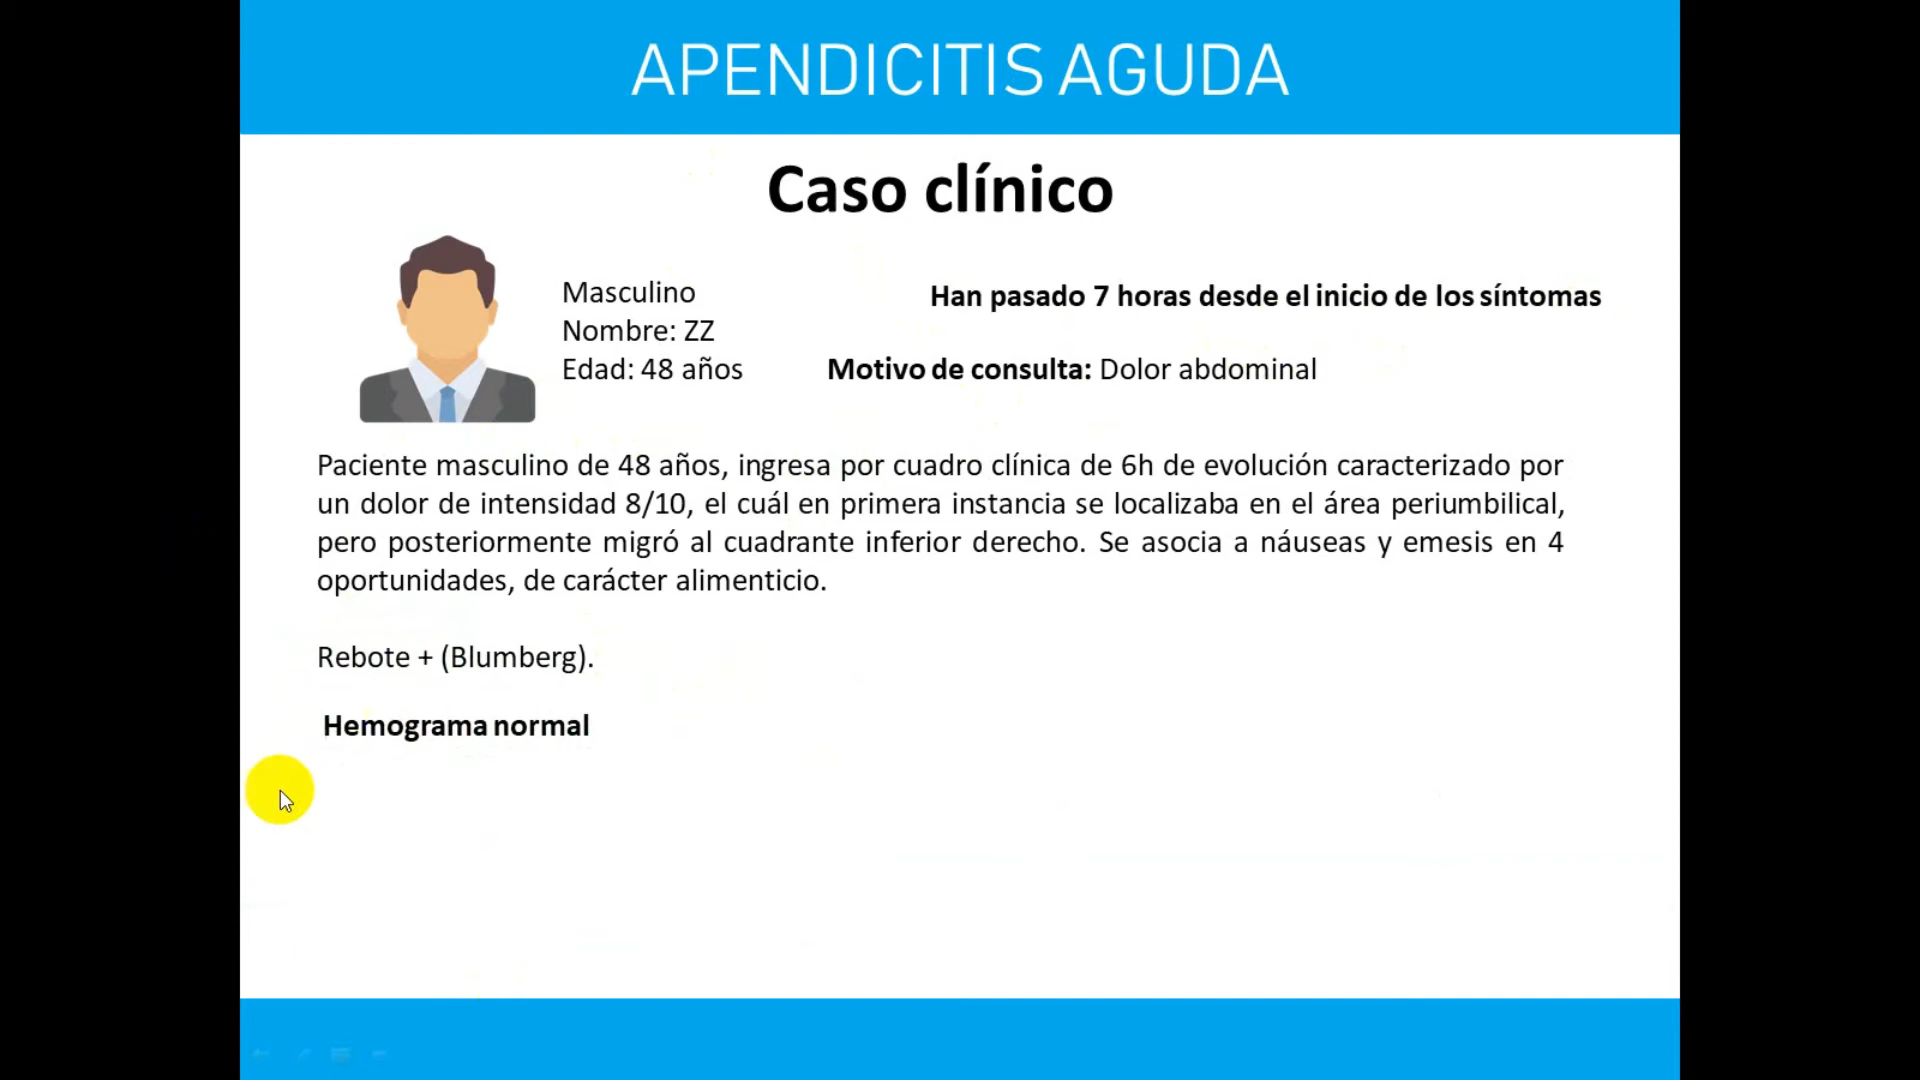 APENDICITIS AGUDA
Caso clínico
Masculino
Nombre: ZZ
Edad: 48 años
Han pasado 7 horas desde el inicio de los síntomas
Motivo de consulta: Dolor abdominal
Paciente masculino de 48 años, ingresa por cuadro clínica de 6h de evolución caracterizado por
un dolor de intensidad 8/10, el cuál en primera instancia se localizaba en el área periumbilical,
pero posteriormente migró al cuadrante inferior derecho. Se asocia a náuseas y emesis en 4
oportunidades, de carácter alimenticio.
Rebote + (Blumberg).
Hemograma normal